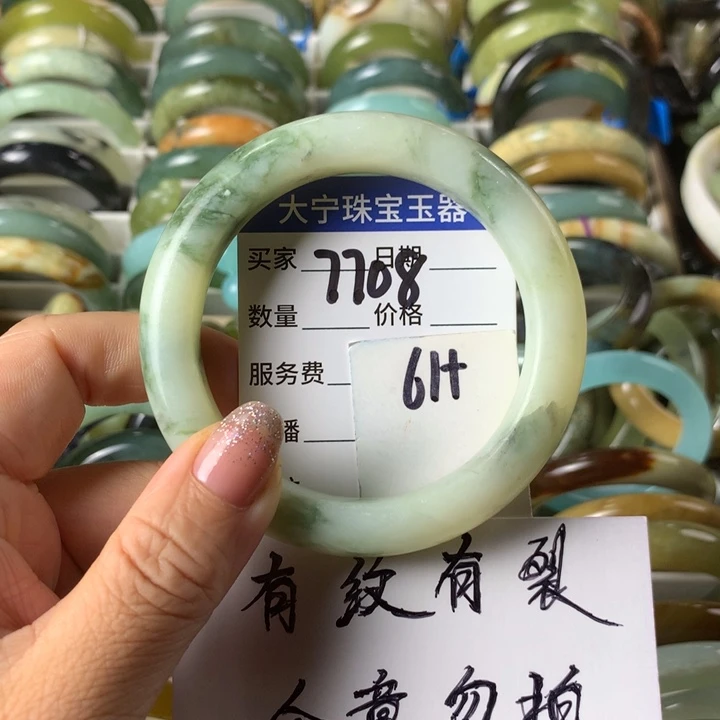 大宁珠宝玉器
买家 7708 日期
数量 价格
服务费
6H
播
有纹有裂
介意勿拍